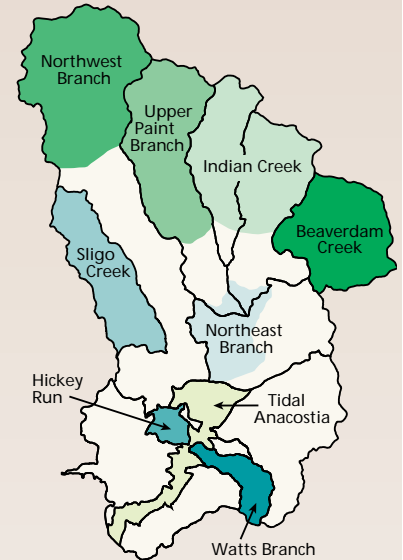 Northwest
Branch
Upper
Paint
Branch
Indian Creek
Beaverdam
Creek
Sligo
Creek
Northeast
Branch
Hickey
Run
Tidal
Anacostia
Watts Branch